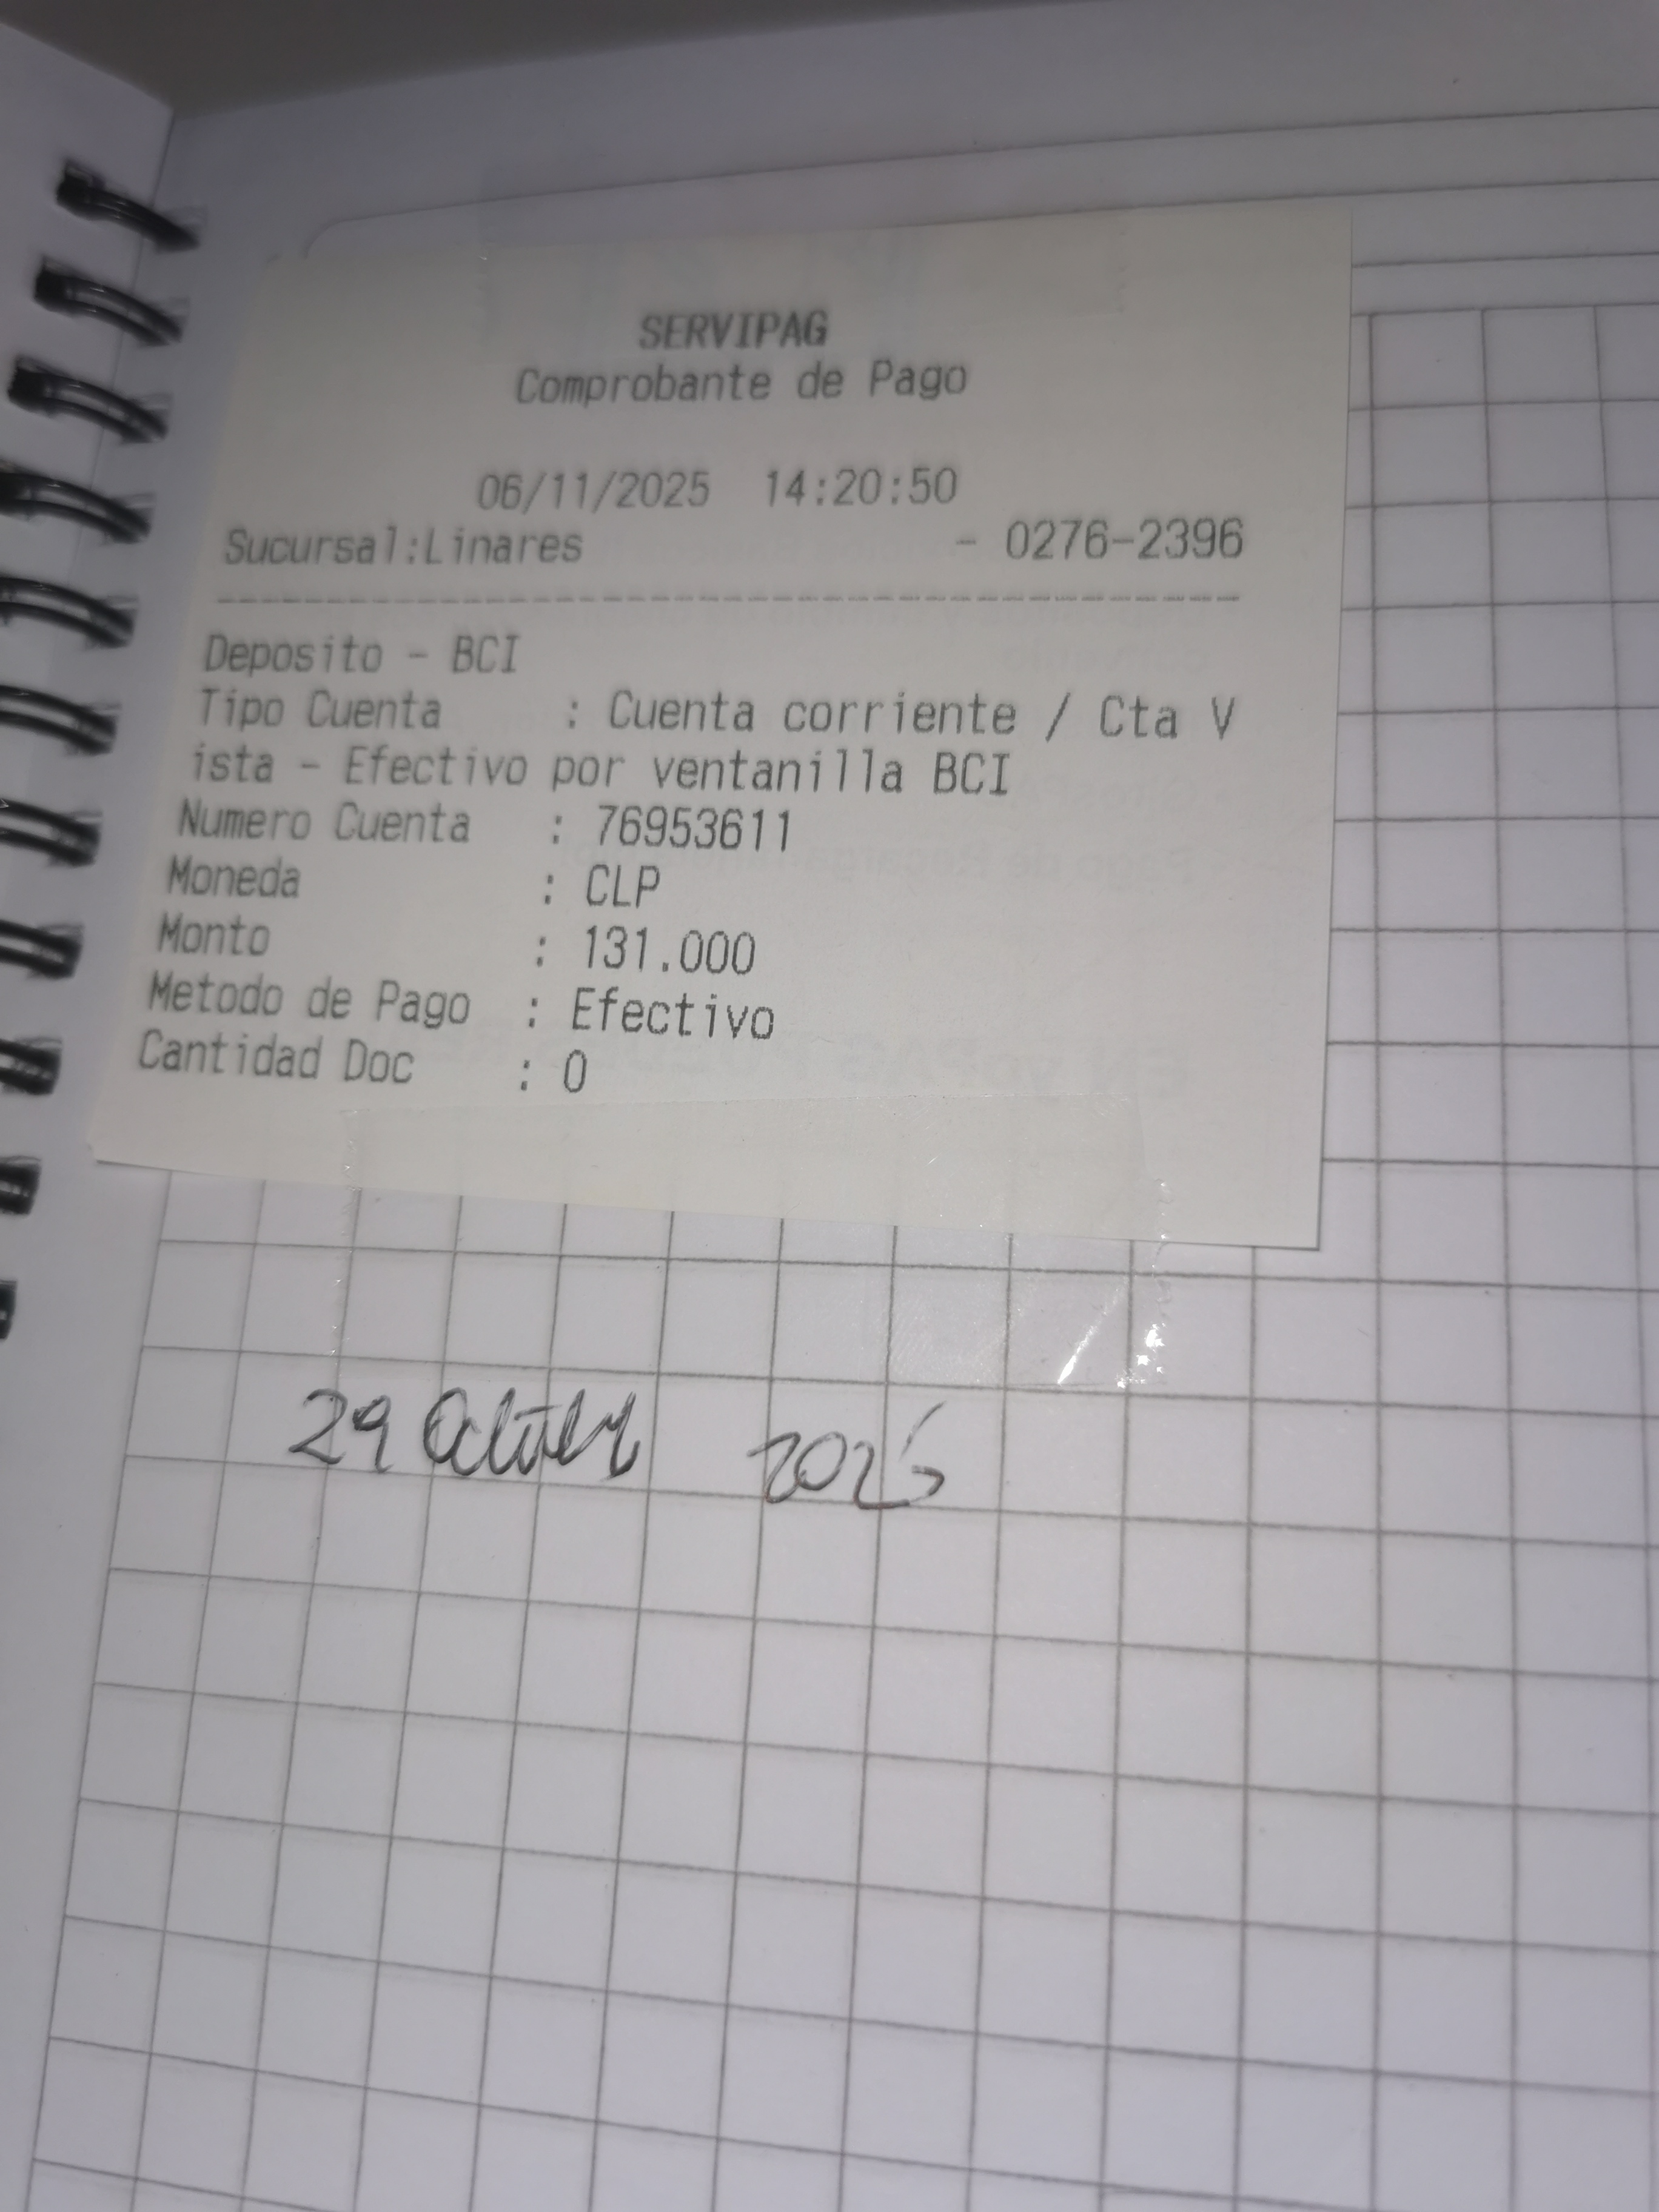 SERVIPAG
Comprobante de Pago
06/11/2025 14:20:50
Sucursal:Linares - 0276-2396
--------------------------------------------------
Deposito - BCI
Tipo Cuenta : Cuenta corriente / Cta V
ista - Efectivo por ventanilla BCI
Numero Cuenta : 76953611
Moneda : CLP
Monto : 131.000
Metodo de Pago : Efectivo
Cantidad Doc : 0
29 2025